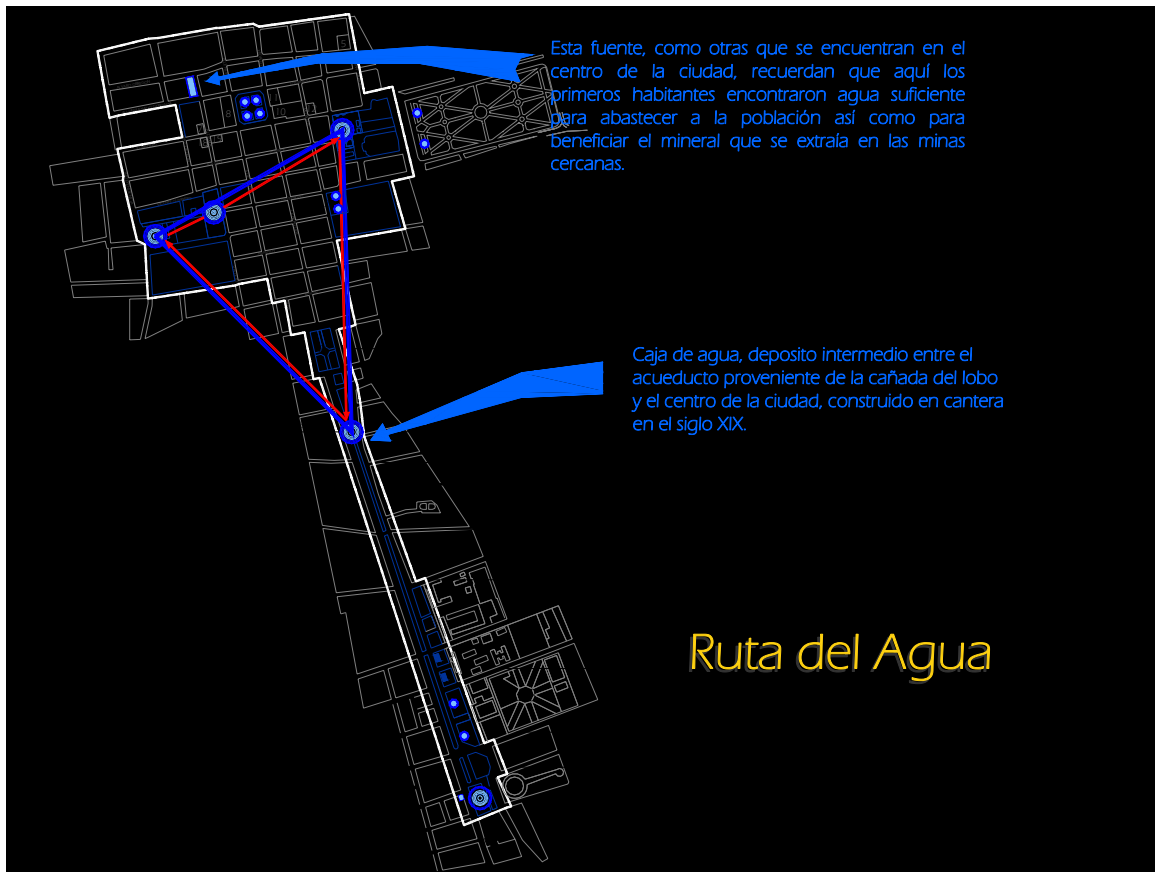 Esta fuente, como otras que se encuentran en el
centro de la ciudad, recuerdan que aquí los
primeros habitantes encontraron agua suficiente
para abastecer a la población así como para
beneficiar el mineral que se extraía en las minas
cercanas.
Caja de agua, deposito intermedio entre el
acueducto proveniente de la cañada del lobo
y el centro de la ciudad, construido en cantera
en el siglo XIX.
Ruta del Agua